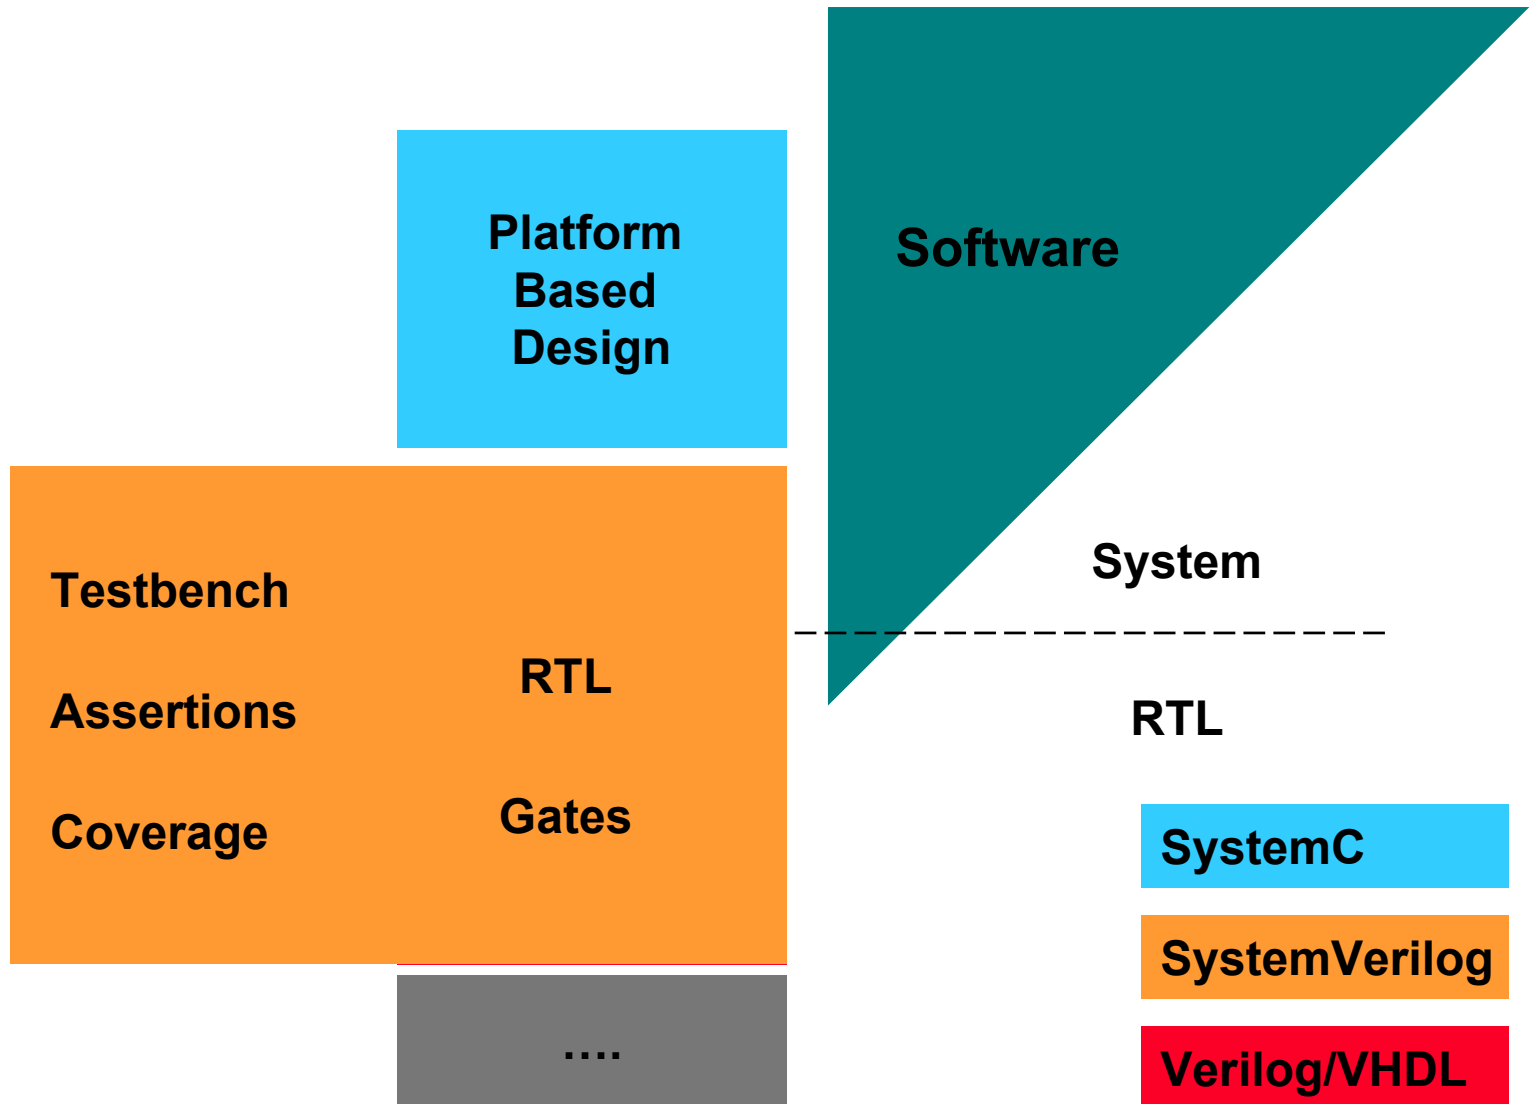 Platform
Based
Design
Software
Testbench
Assertions
Coverage
RTL
Gates
System
RTL
SystemC
SystemVerilog
Verilog/VHDL
….